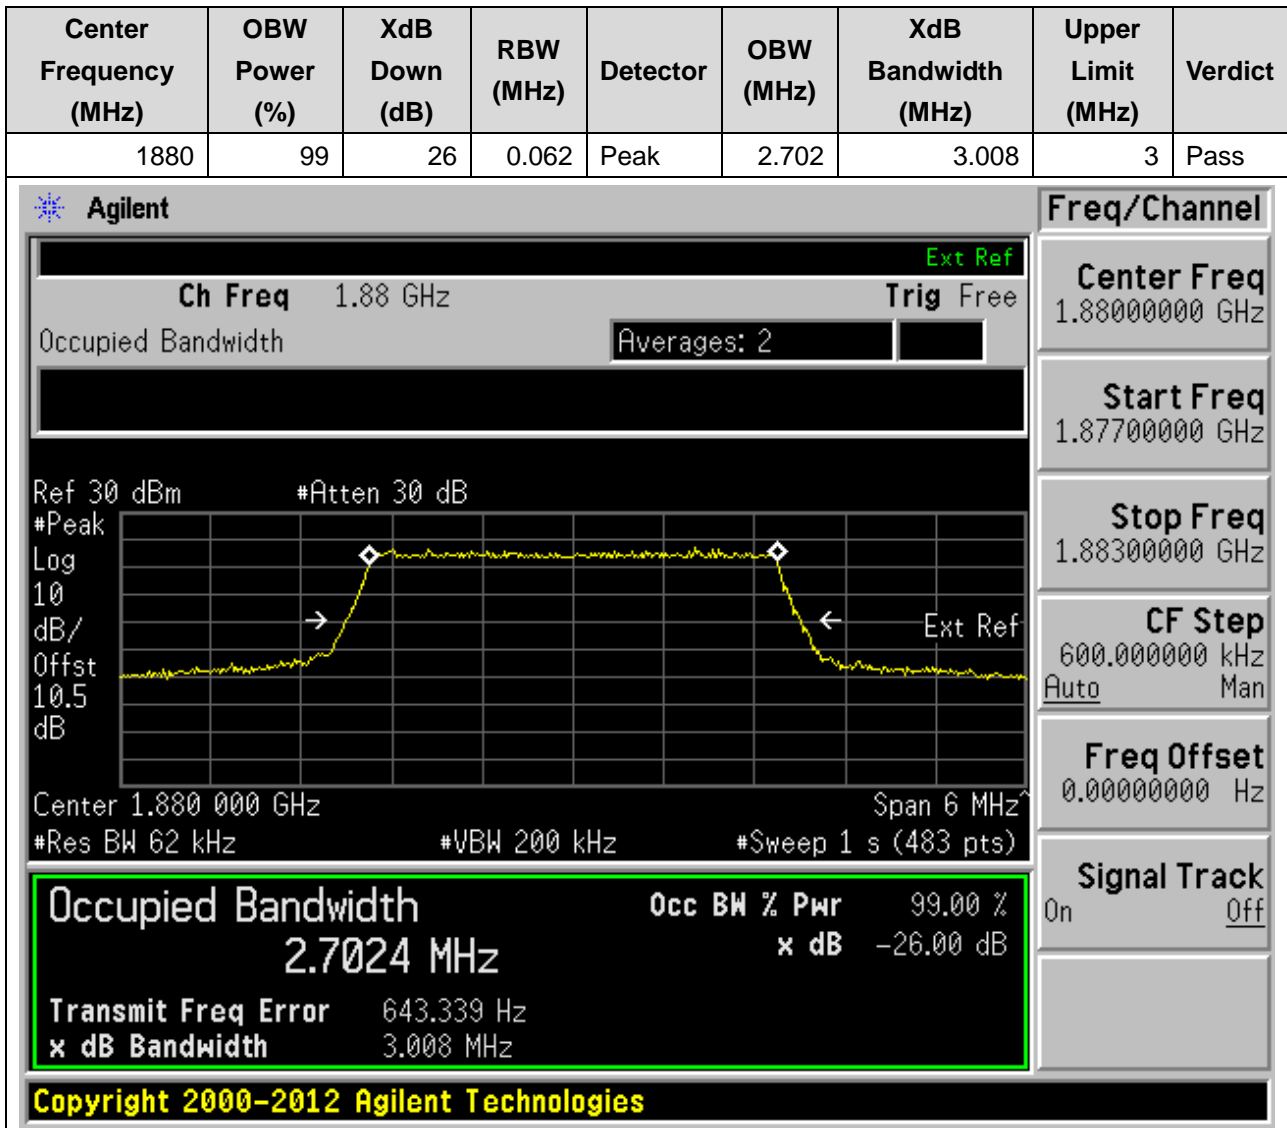 Center Frequency (MHz) OBW Power (%) XdB Down (dB) RBW (MHz) Detector OBW (MHz) XdB Bandwidth (MHz) Upper Limit (MHz) Verdict
1880 99 26 0.062 Peak 2.702 3.008 3 Pass
Agilent
Freq/Channel
Ext Ref
Ch Freq 1.88 GHz Trig Free
Occupied Bandwidth Averages: 2
Center Freq
1.88000000 GHz
Start Freq
1.87700000 GHz
Stop Freq
1.88300000 GHz
CF Step
600.000000 kHz
Auto Man
Freq Offset
0.00000000 Hz
Signal Track
On Off
Ref 30 dBm #Atten 30 dB
#Peak
Log
10
dB/
Offst
10.5
dB
Ext Ref
Center 1.880 000 GHz Span 6 MHz^
#Res BW 62 kHz #VBW 200 kHz #Sweep 1 s (483 pts)
Occupied Bandwidth Occ BW % Pwr 99.00 %
2.7024 MHz x dB -26.00 dB
Transmit Freq Error 643.339 Hz
x dB Bandwidth 3.008 MHz
Copyright 2000-2012 Agilent Technologies